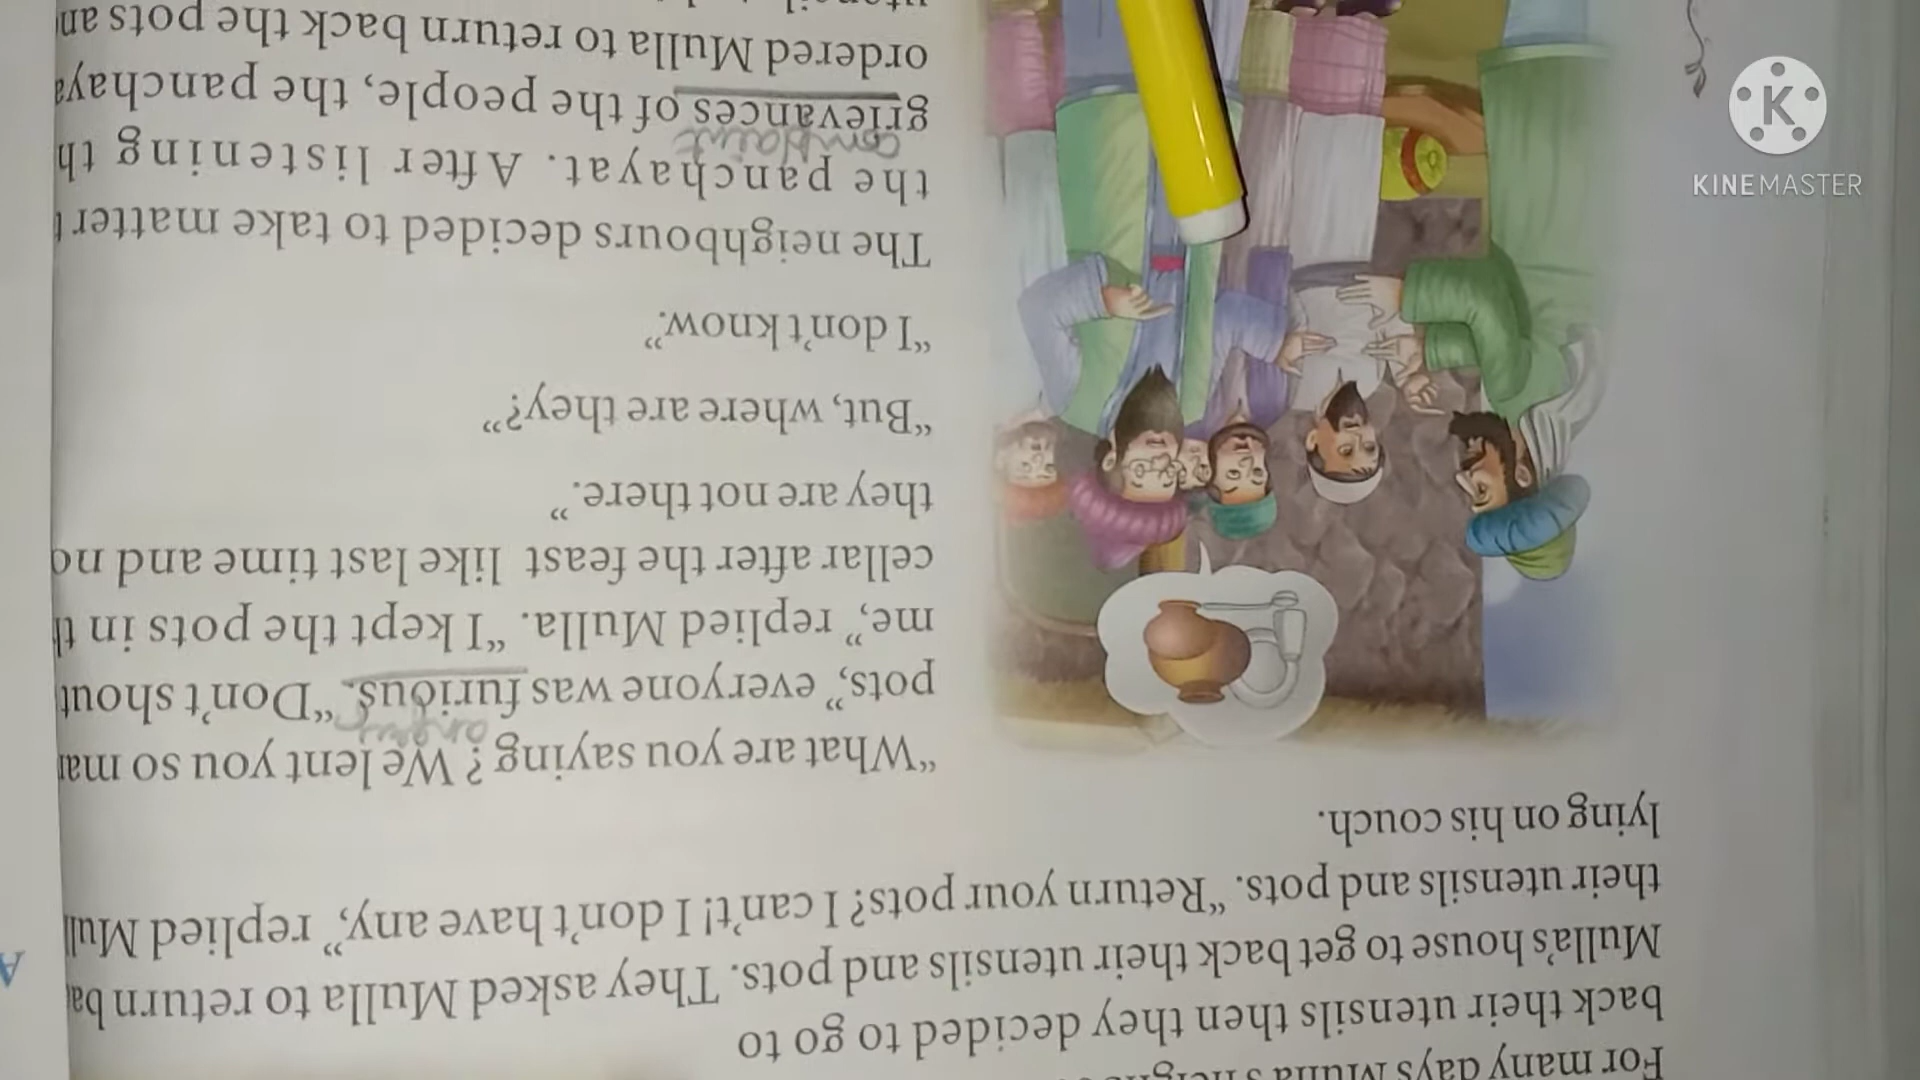 For many days Mulla's
back their utensils then they decided to go to
Mulla's house to get back their utensils and pots. They asked Mulla to return ba
their utensils and pots. “Return your pots? I can't! I don't have any,” replied Mull
lying on his couch.
“What are you saying? We lent you so mar
anger
pots,” everyone was furious. “Don't shout
me,” replied Mulla. “I kept the pots in th
cellar after the feast like last time and no
they are not there.”
“But, where are they?”
“I don't know.”
The neighbours decided to take matter t
the panchayat. After listening th
complaint
grievances of the people, the panchaya
ordered Mulla to return back the pots an
A
K
KINEMASTER